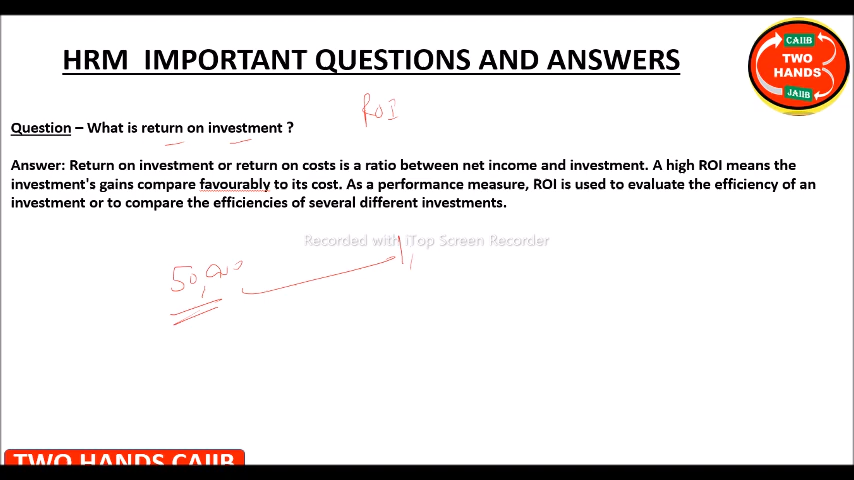 HRM IMPORTANT QUESTIONS AND ANSWERS
CAIIB
TWO
HANDS
JAIIB
ROI
Question – What is return on investment ?
Answer: Return on investment or return on costs is a ratio between net income and investment. A high ROI means the
investment's gains compare favourably to its cost. As a performance measure, ROI is used to evaluate the efficiency of an
investment or to compare the efficiencies of several different investments.
Recorded with iTop Screen Recorder
50,000
1,
TWO HANDS CAIIB